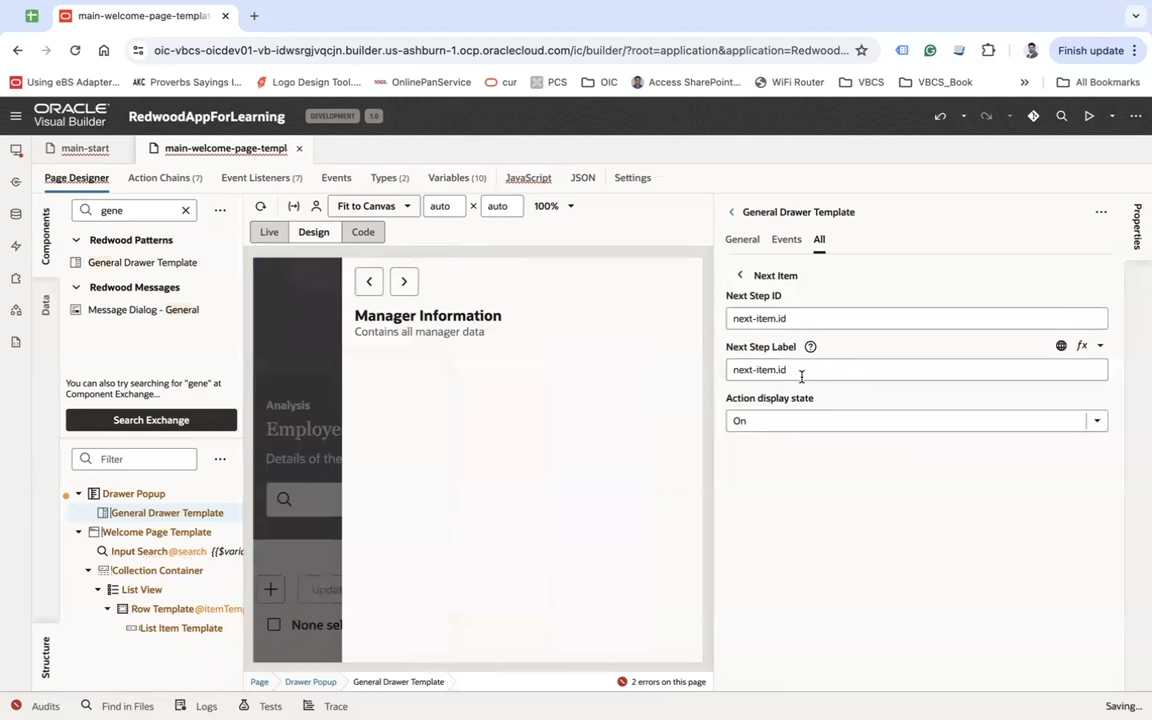 main-welcome-page-templat
oic-vbcs-oicdev01-vb-idwsrgjvqcjn.builder.us-ashburn-1.ocp.oraclecloud.com/ic/builder/?root=application&application=Redwood...
Finish update
Using eBS Adapter...
AKC Proverbs Sayings I...
Logo Design Tool....
OnlinePanService
cur
PCS
OIC
Access SharePoint...
WiFi Router
VBCS
VBCS_Book
All Bookmarks
ORACLE
Visual Builder
RedwoodAppForLearning
DEVELOPMENT
1.0
main-start
main-welcome-page-templ
Page Designer
Action Chains (7)
Event Listeners (7)
Events
Types (2)
Variables (10)
JavaScript
JSON
Settings
Components
Data
Structure
gene
Redwood Patterns
General Drawer Template
Redwood Messages
Message Dialog - General
You can also try searching for "gene" at
Component Exchange...
Search Exchange
Filter
Drawer Popup
General Drawer Template
Welcome Page Template
Input Search @search {{$varia
Collection Container
List View
Row Template @itemTem
List Item Template
Fit to Canvas
auto
×
auto
100%
Live
Design
Code
Analysis
Employe
Details of the
Updat
None sel
Manager Information
Contains all manager data
Page
Drawer Popup
General Drawer Template
2 errors on this page
General Drawer Template
General
Events
All
Next Item
Next Step ID
next-item.id
Next Step Label
fx
next-item.id
Action display state
On
Properties
Audits
Find in Files
Logs
Tests
Trace
Saving...